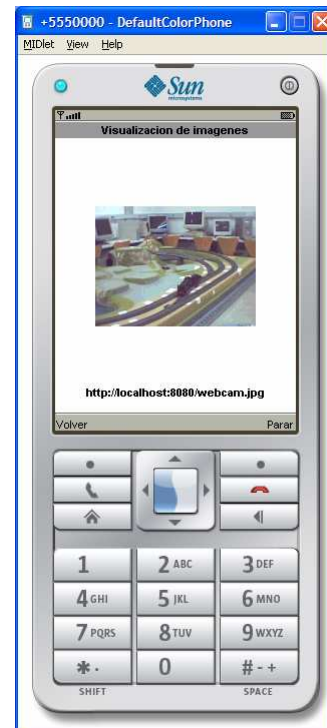 +5550000 - DefaultColorPhone
MIDlet View Help
Sun
microsystems
Visualizacion de imagenes
http://localhost:8080/webcam.jpg
Volver Parar
1 2 ABC 3 DEF
4 GHI 5 JKL 6 MNO
7 PQRS 8 TUV 9 WXYZ
* . 0 # - +
SHIFT SPACE